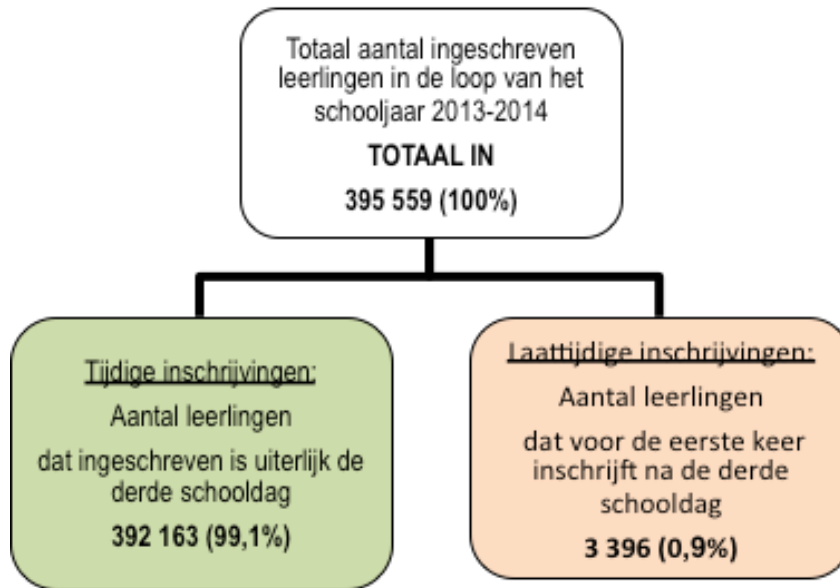 Totaal aantal ingeschreven
leerlingen in de loop van het
schooljaar 2013-2014
TOTAAL IN
395 559 (100%)
Tijdige inschrijvingen:
Aantal leerlingen
dat ingeschreven is uiterlijk de
derde schooldag
392 163 (99,1%)
Laattijdige inschrijvingen:
Aantal leerlingen
dat voor de eerste keer
inschrijft na de derde
schooldag
3 396 (0,9%)